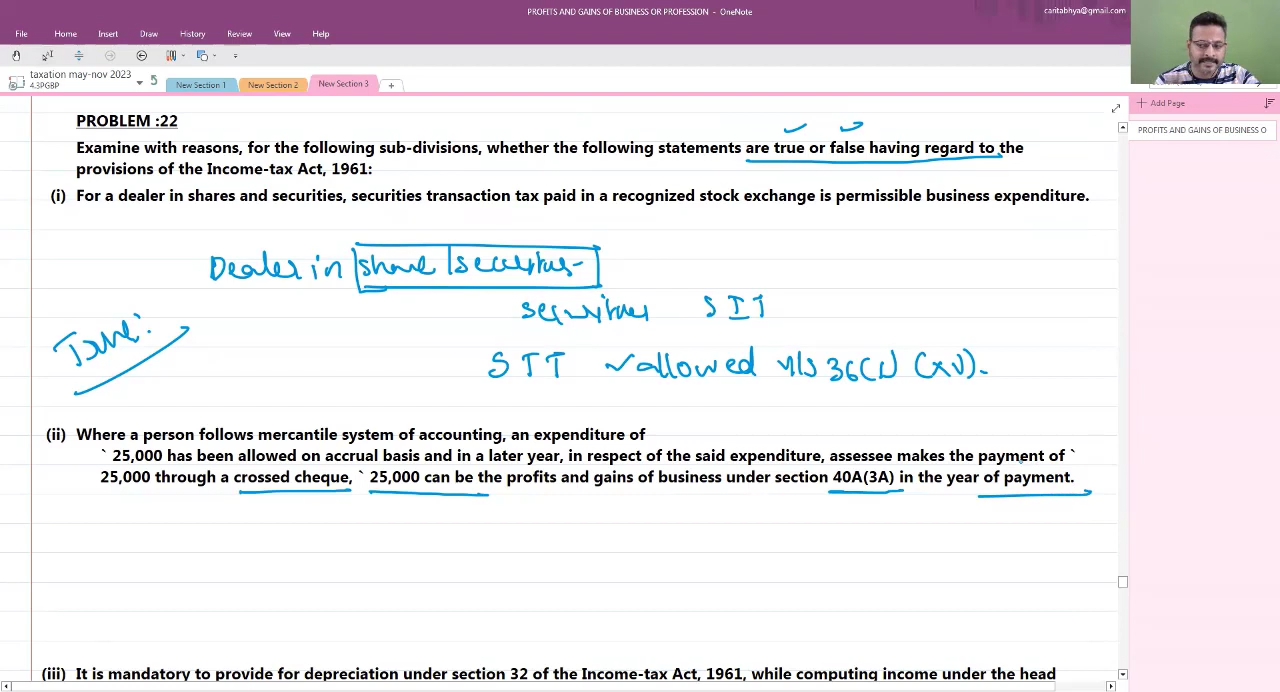 PROFITS AND GAINS OF BUSINESS OR PROFESSION - OneNote
caritabhya@gmail.com
File Home Insert Draw History View Help
taxation may-nov 2023
4.3PGBP
5
New Section 1 New Section 2 New Section 3 +
Add Page
PROFITS AND GAINS OF BUSINESS O
PROBLEM :22
Examine with reasons, for the following sub-divisions, whether the following statements are true or false having regard to the
provisions of the Income-tax Act, 1961:
(i) For a dealer in shares and securities, securities transaction tax paid in a recognized stock exchange is permissible business expenditure.
Dealer in share securities
securities STT
True.
STT allowed u/s 36(1) (xv).
(ii) Where a person follows mercantile system of accounting, an expenditure of
` 25,000 has been allowed on accrual basis and in a later year, in respect of the said expenditure, assessee makes the payment of `
25,000 through a crossed cheque, ` 25,000 can be the profits and gains of business under section 40A(3A) in the year of payment.
(iii) It is mandatory to provide for depreciation under section 32 of the Income-tax Act, 1961, while computing income under the head